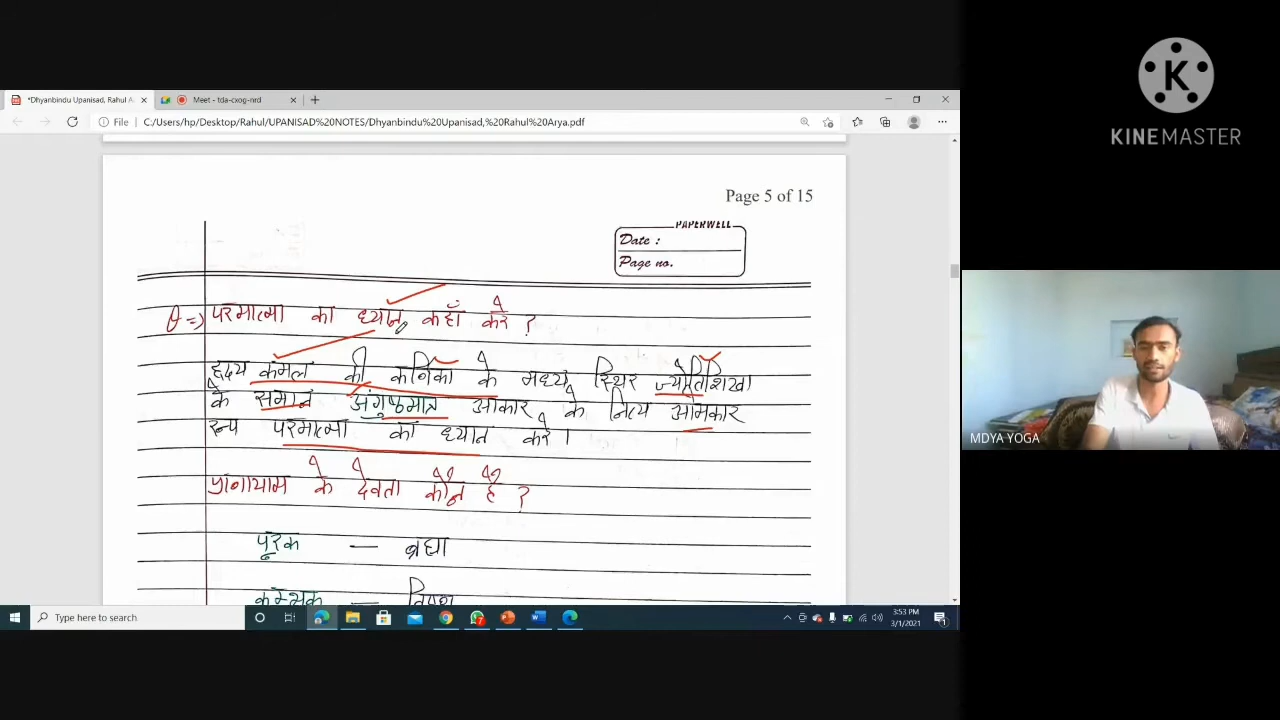 KINEMASTER
*Dhyanbindu Upanisad, Rahul A
Meet - tda-cxog-nrd
File
C:/Users/hp/Desktop/Rahul/UPANISAD%20NOTES/Dhyanbindu%20Upanisad,%20Rahul%20Arya.pdf
Page 5 of 15
PAPERWELL
Date :
Page no.
θ => परमात्मा का ध्यान कहाँ करे ?
हृदय कमल की कर्णिका के मध्य स्थिर ज्योतिशिखा
के समान अंगुष्ठमात्र आकार के नित्य ओमकार
रूप परमात्मा का ध्यान करे ।
प्राणायाम के देवता कौन है ?
पूरक — ब्रह्मा
कुम्भक — विष्णु
MDYA YOGA
Type here to search
3:53 PM
3/1/2021